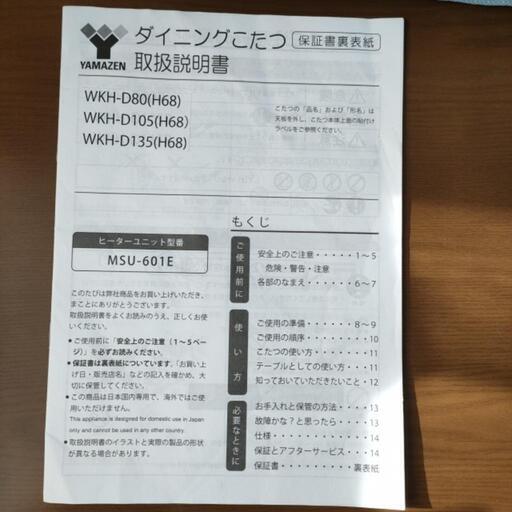 YAMAZEN
ダイニングこたつ
保証書裏表紙
取扱説明書
WKH-D80(H68)
WKH-D105(H68)
WKH-D135(H68)
こたつの「品名」および「形名」は
天板を外し、こたつ本体上面の貼付け
ラベルをご参照ください。
ヒーターユニット型番
MSU-601E
このたびは弊社商品をお買い上げいただき、
まことにありがとうございます。
取扱説明書をよくお読みのうえ、正しくお使
いください。
●ご使用前に「安全上のご注意（1～5ペー
ジ）」を必ずお読みください。
●保証書は裏表紙についています。「お買い上
げ日・販売店名」などの記入を確かめ、大
切に保管してください。
●この商品は日本国内専用で、海外ではご使
用いただけません。
This appliance is designed for domestic use in Japan
only and cannot be used in any other country.
●取扱説明書のイラストと実際の製品の形状
が異なる場合があります。
もくじ
ご使用前に
安全上のご注意・・・・・1～5
危険・警告・注意
各部のなまえ・・・・・・6～7
使い方
ご使用の準備・・・・・・8～9
ご使用の順序・・・・・・・10
こたつの使い方・・・・・・11
テーブルとしての使い方・・11
知っておいていただきたいこと・12
必要なときに
お手入れと保管の方法・・・13
故障かな？と思ったら・・・13
仕様・・・・・・・・・・・14
保証とアフターサービス・・14
保証書・・・・・・・・・裏表紙